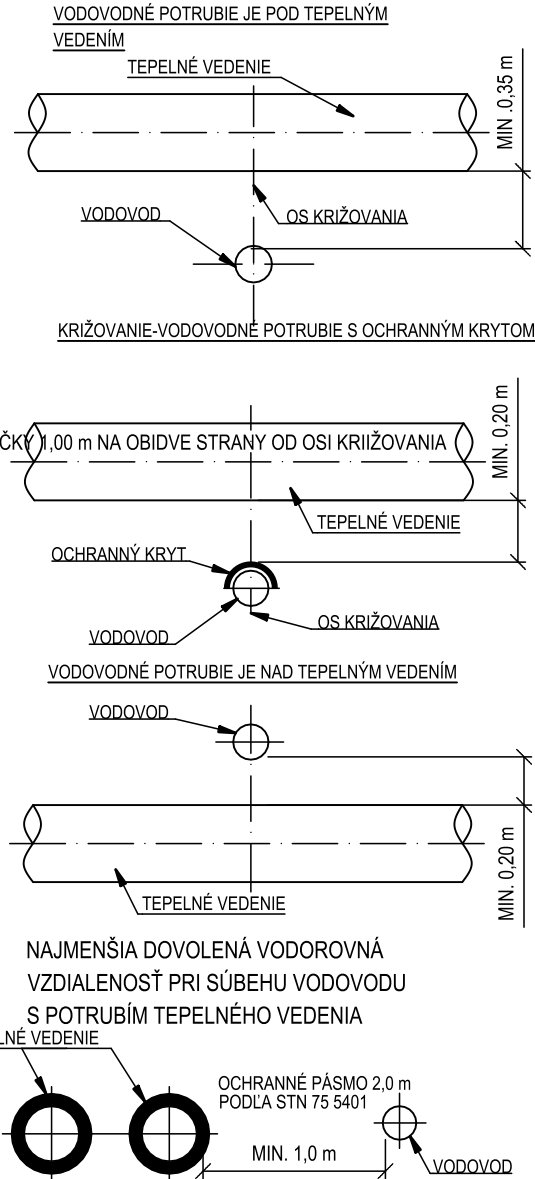 VODOVODNÉ POTRUBIE JE POD TEPELNÝM
VEDENÍM
TEPELNÉ VEDENIE
MIN .0,35 m
VODOVOD
OS KRIŽOVANIA
KRIŽOVANIE-VODOVODNÉ POTRUBIE S OCHRANNÝM KRYTOM
MIN. 0,20 m
1,00 m NA OBIDVE STRANY OD OSI KRIIŽOVANIA
TEPELNÉ VEDENIE
OCHRANNÝ KRYT
OS KRIŽOVANIA
VODOVOD
VODOVODNÉ POTRUBIE JE NAD TEPELNÝM VEDENÍM
VODOVOD
MIN. 0,20 m
TEPELNÉ VEDENIE
NAJMENŠIA DOVOLENÁ VODOROVNÁ
VZDIALENOSŤ PRI SÚBEHU VODOVODU
S POTRUBÍM TEPELNÉHO VEDENIA
VEDENIE
OCHRANNÉ PÁSMO 2,0 m
PODĽA STN 75 5401
MIN. 1,0 m
VODOVOD